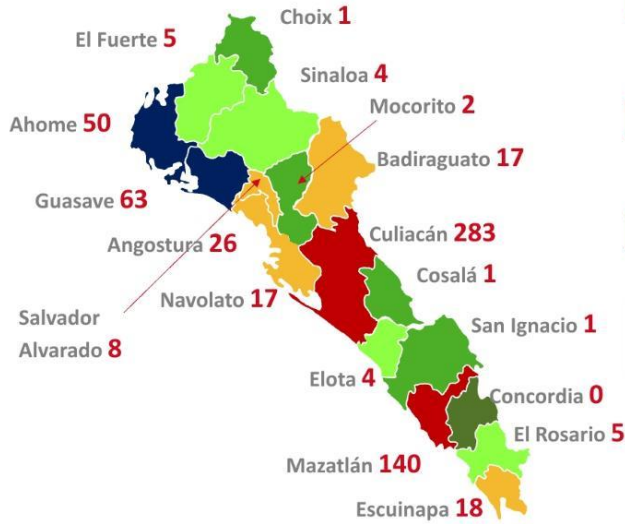 Choix 1
El Fuerte 5
Sinaloa 4
Mocorito 2
Ahome 50
Badiraguato 17
Guasave 63
Culiacán 283
Angostura 26
Cosalá 1
Navolato 17
Salvador
Alvarado 8
San Ignacio 1
Elota 4
Concordia 0
El Rosario 5
Mazatlán 140
Escuinapa 18